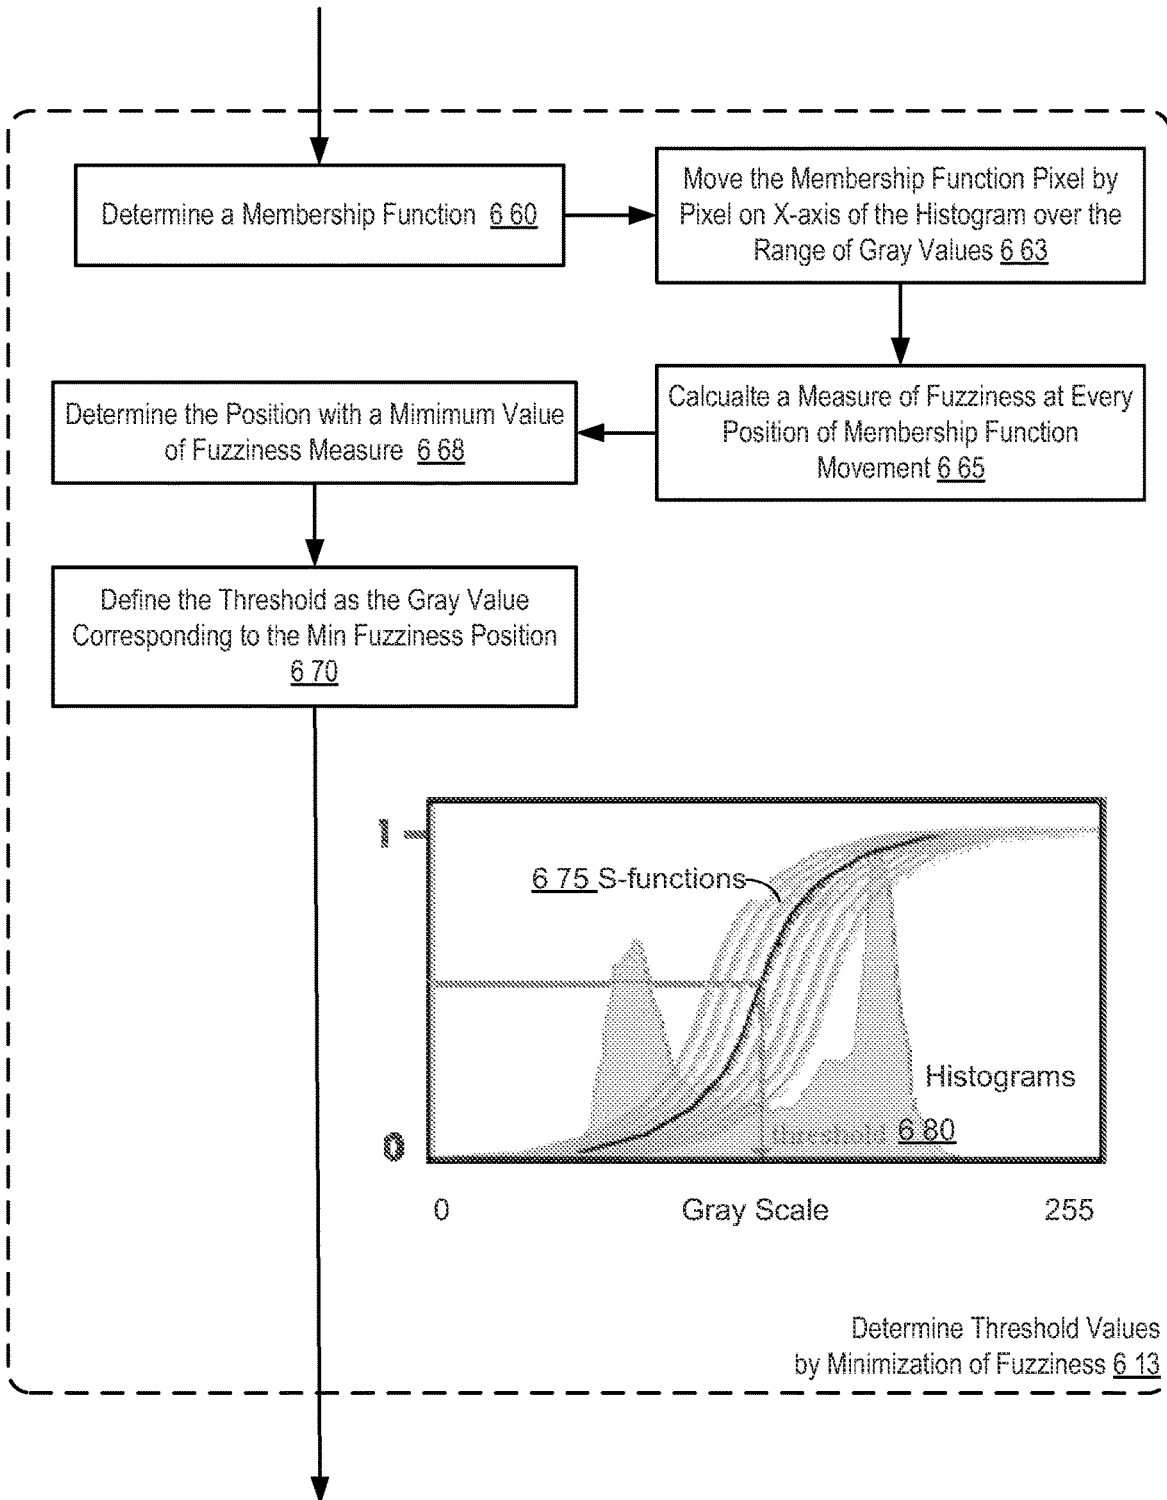 Determine a Membership Function 6 60
Move the Membership Function Pixel by
Pixel on X-axis of the Histogram over the
Range of Gray Values 6 63
Calcualte a Measure of Fuzziness at Every
Position of Membership Function
Movement 6 65
Determine the Position with a Mimimum Value
of Fuzziness Measure 6 68
Define the Threshold as the Gray Value
Corresponding to the Min Fuzziness Position
6 70
1
6 75 S-functions
Histograms
threshold 6 80
0
0 Gray Scale 255
Determine Threshold Values
by Minimization of Fuzziness 6 13